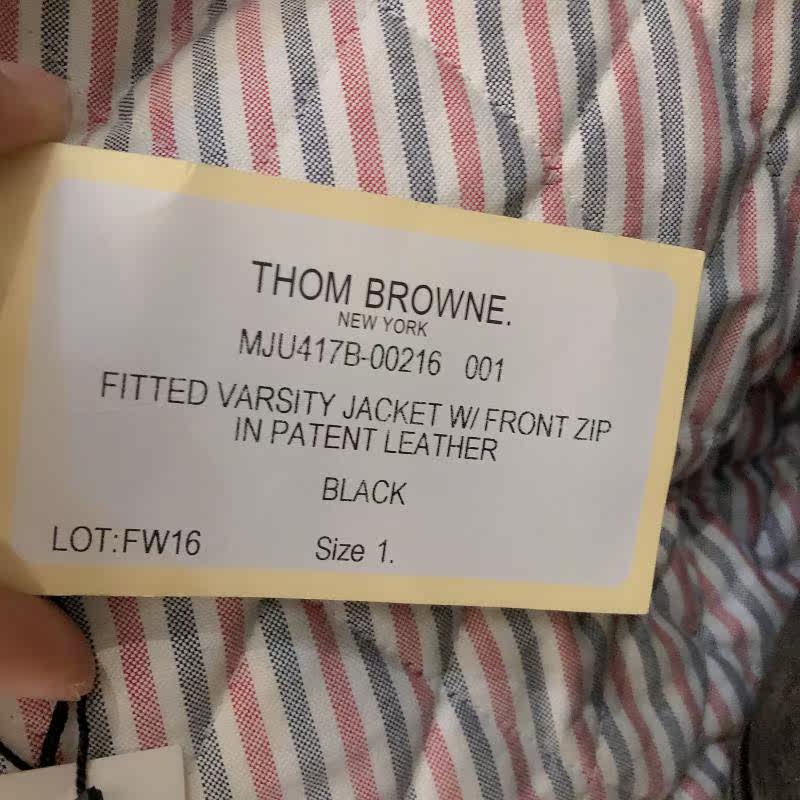 THOM BROWNE.
NEW YORK
MJU417B-00216 001
FITTED VARSITY JACKET W/ FRONT ZIP
IN PATENT LEATHER
BLACK
LOT:FW16 Size 1.